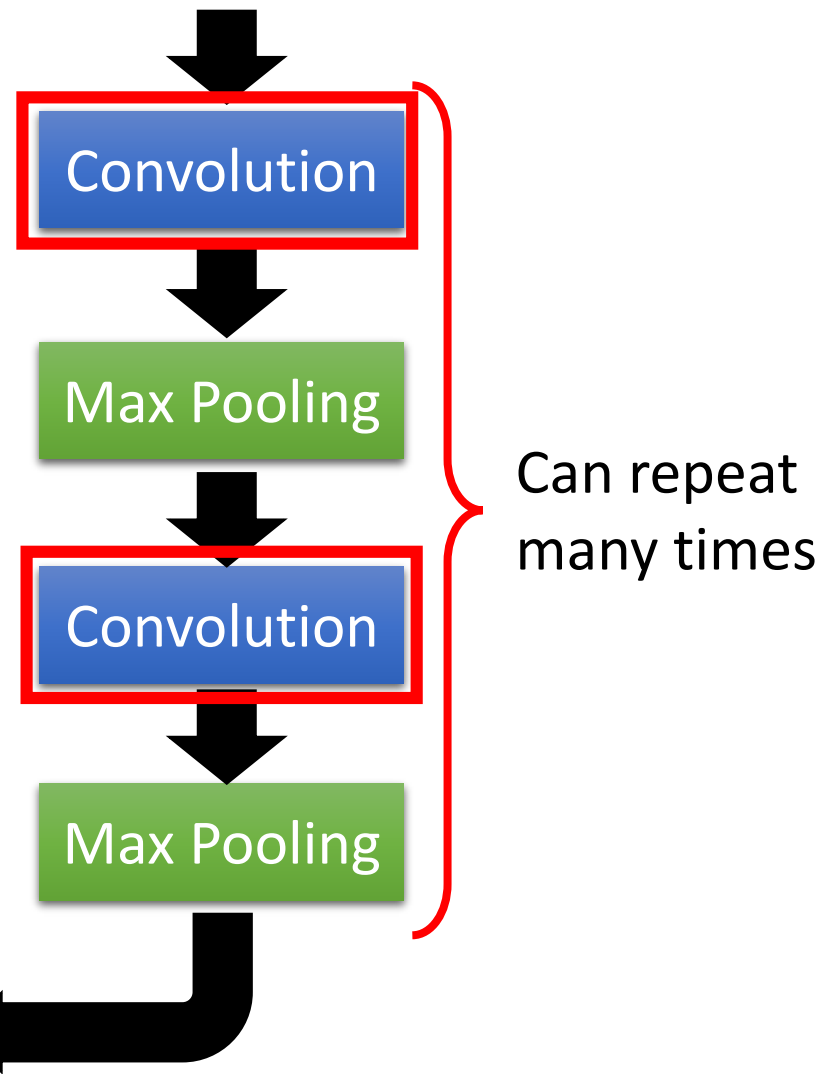 Convolution
Max Pooling
Can repeat
many times
Convolution
Max Pooling